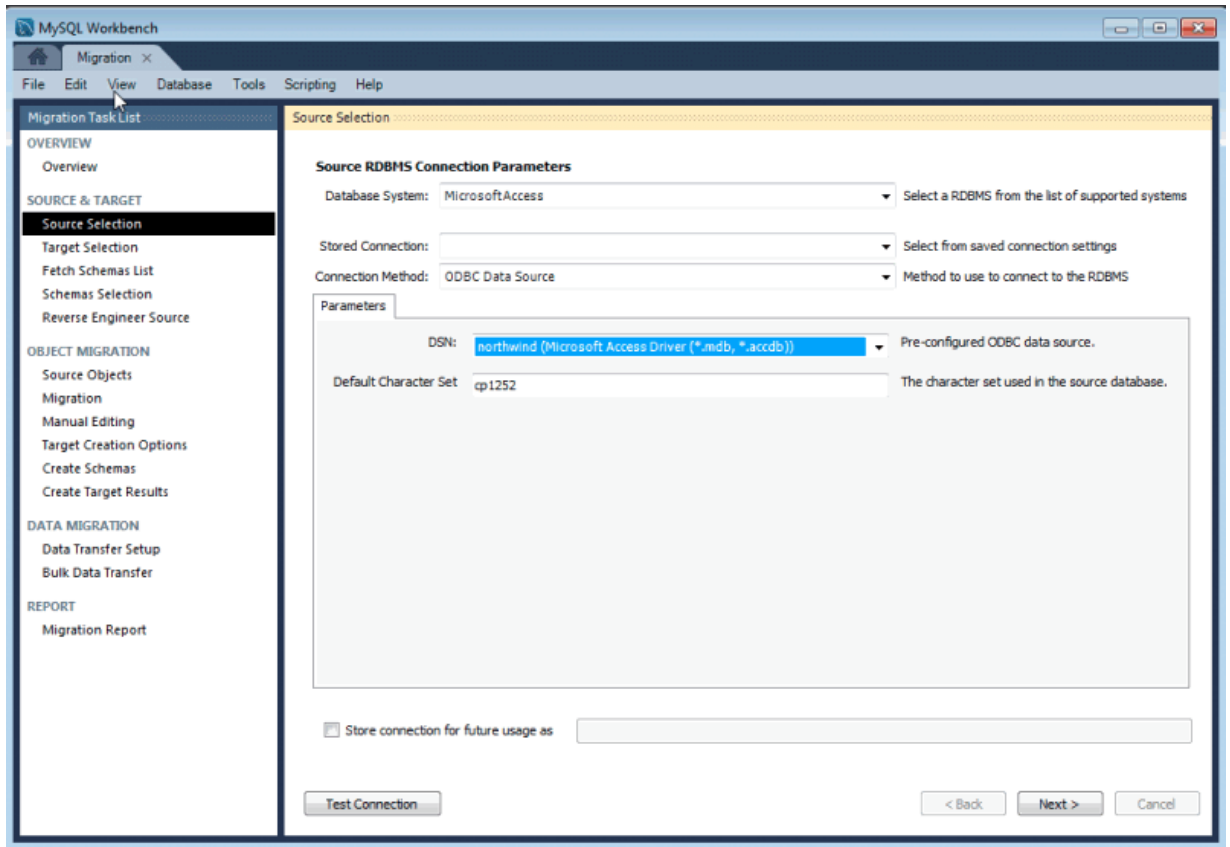 MySQL Workbench
Migration
File Edit View Database Tools Scripting Help
Migration Task List
OVERVIEW
Overview
SOURCE & TARGET
Source Selection
Target Selection
Fetch Schemas List
Schemas Selection
Reverse Engineer Source
OBJECT MIGRATION
Source Objects
Migration
Manual Editing
Target Creation Options
Create Schemas
Create Target Results
DATA MIGRATION
Data Transfer Setup
Bulk Data Transfer
REPORT
Migration Report
Source Selection
Source RDBMS Connection Parameters
Database System: MicrosoftAccess Select a RDBMS from the list of supported systems
Stored Connection: Select from saved connection settings
Connection Method: ODBC Data Source Method to use to connect to the RDBMS
Parameters
DSN: northwind (Microsoft Access Driver (*.mdb, *.accdb)) Pre-configured ODBC data source.
Default Character Set cp1252 The character set used in the source database.
Store connection for future usage as
Test Connection < Back Next > Cancel